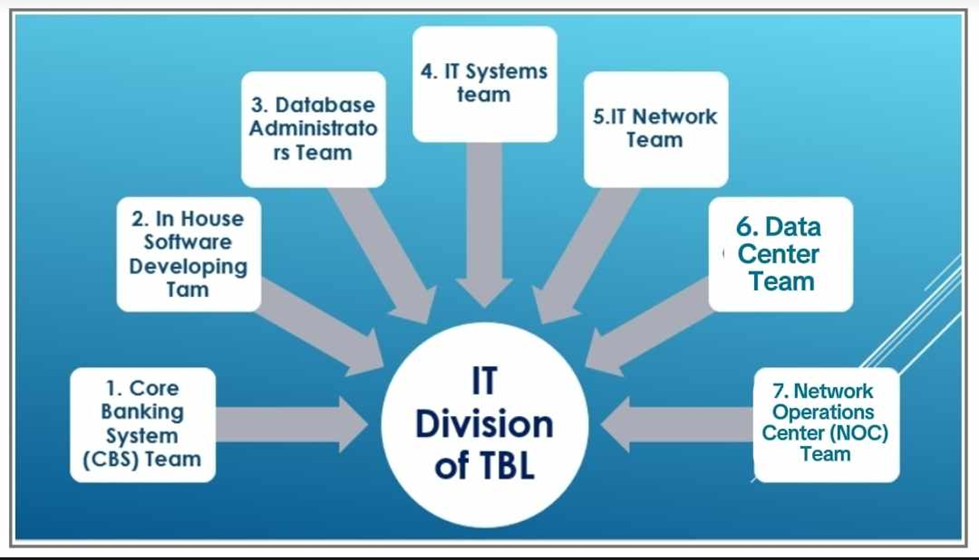 4. IT Systems
team
3. Database
Administrato
rs Team
5.IT Network
Team
2. In House
Software
Developing
Tam
6. Data
Center
Team
1. Core
Banking
System
(CBS) Team
7. Network
Operations
Center (NOC)
Team
IT
Division
of TBL